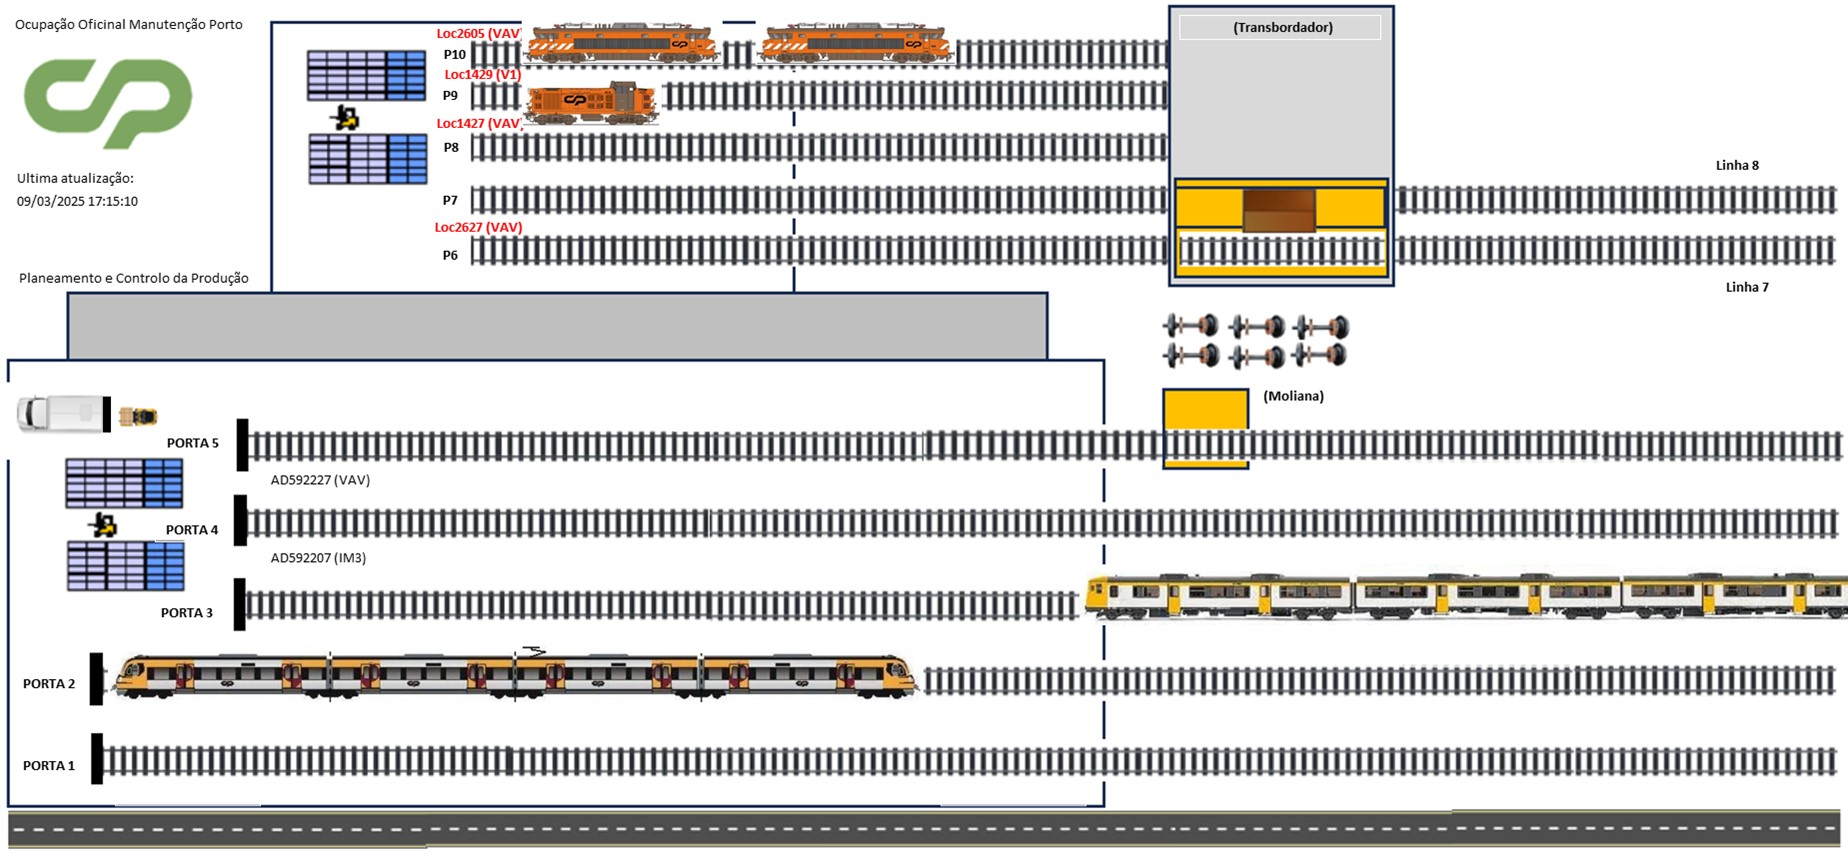 Ocupação Oficinal Manutenção Porto
Ultima atualização:
09/03/2025 17:15:10
Planeamento e Controlo da Produção
Loc2605 (VAV)
P10
Loc1429 (V1)
P9
Loc1427 (VAV)
P8
P7
Loc2627 (VAV)
P6
(Transbordador)
Linha 8
Linha 7
(Moliana)
PORTA 5
AD592227 (VAV)
PORTA 4
AD592207 (IM3)
PORTA 3
PORTA 2
PORTA 1